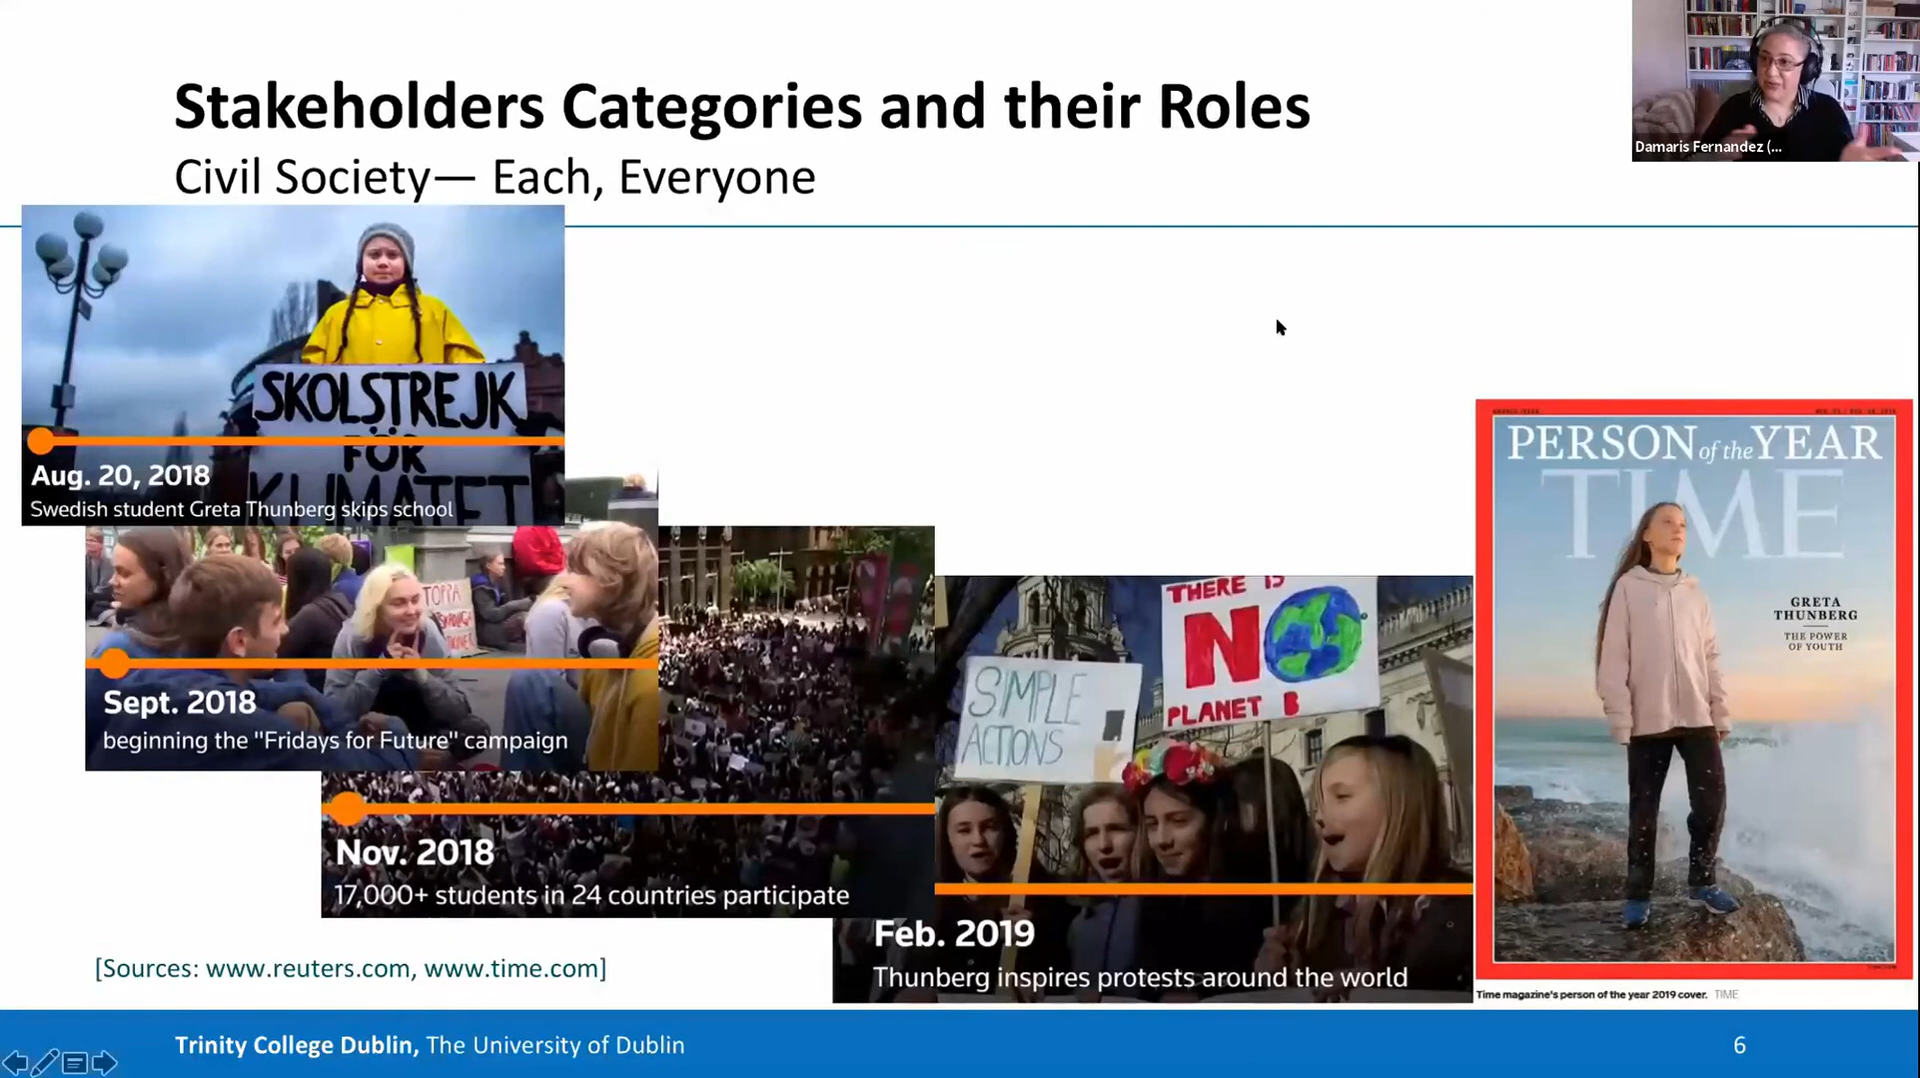 Stakeholders Categories and their Roles
Civil Society— Each, Everyone
Damaris Fernandez (...
SKOLSTREJK
FÖR
KLIMATET
Aug. 20, 2018
Swedish student Greta Thunberg skips school
TOPPA
Sept. 2018
beginning the "Fridays for Future" campaign
Nov. 2018
17,000+ students in 24 countries participate
THERE IS
NO
PLANET B
SIMPLE
ACTIONS
Feb. 2019
Thunberg inspires protests around the world
PERSON of the YEAR
TIME
GRETA
THUNBERG
THE POWER
OF YOUTH
Time magazine's person of the year 2019 cover. TIME
[Sources: www.reuters.com, www.time.com]
Trinity College Dublin, The University of Dublin
6